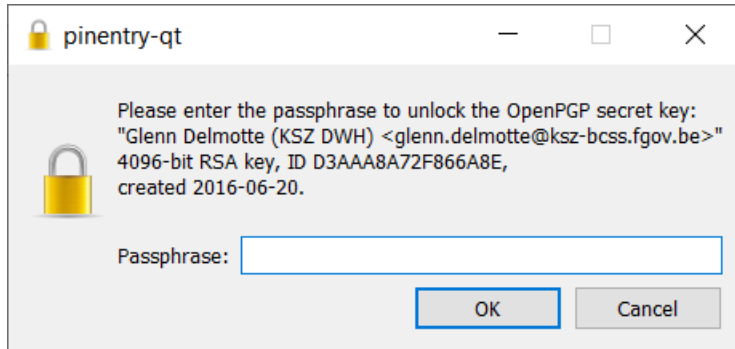 pinentry-qt
Please enter the passphrase to unlock the OpenPGP secret key:
"Glenn Delmotte (KSZ DWH) <glenn.delmotte@ksz-bcss.fgov.be>"
4096-bit RSA key, ID D3AAA8A72F866A8E,
created 2016-06-20.
Passphrase:
OK Cancel